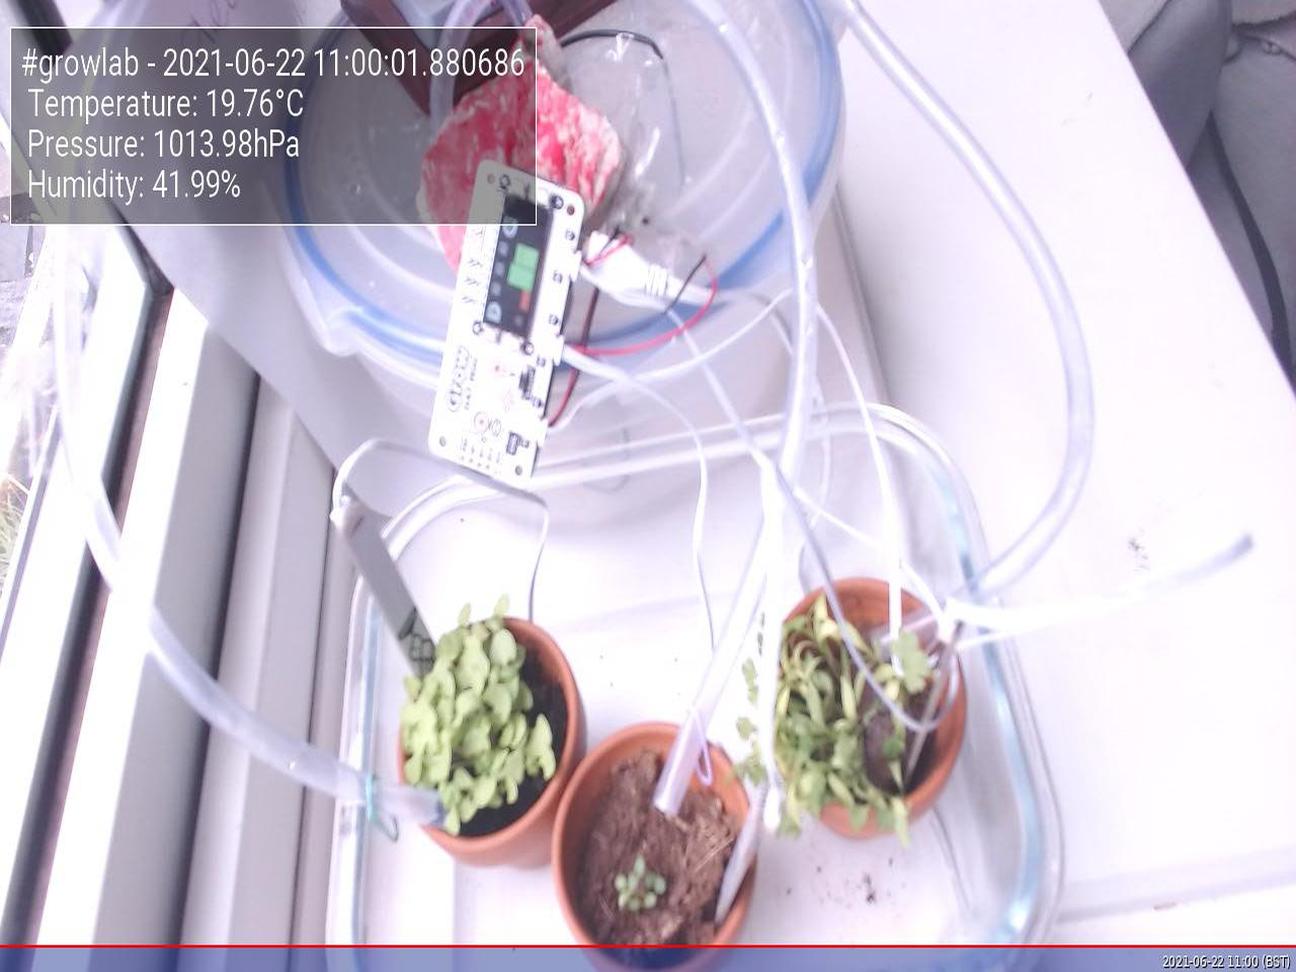 #growlab - 2021-06-22 11:00:01.880686
Temperature: 19.76°C
Pressure: 1013.98hPa
Humidity: 41.99%
2021-06-22 11:00 (BST)